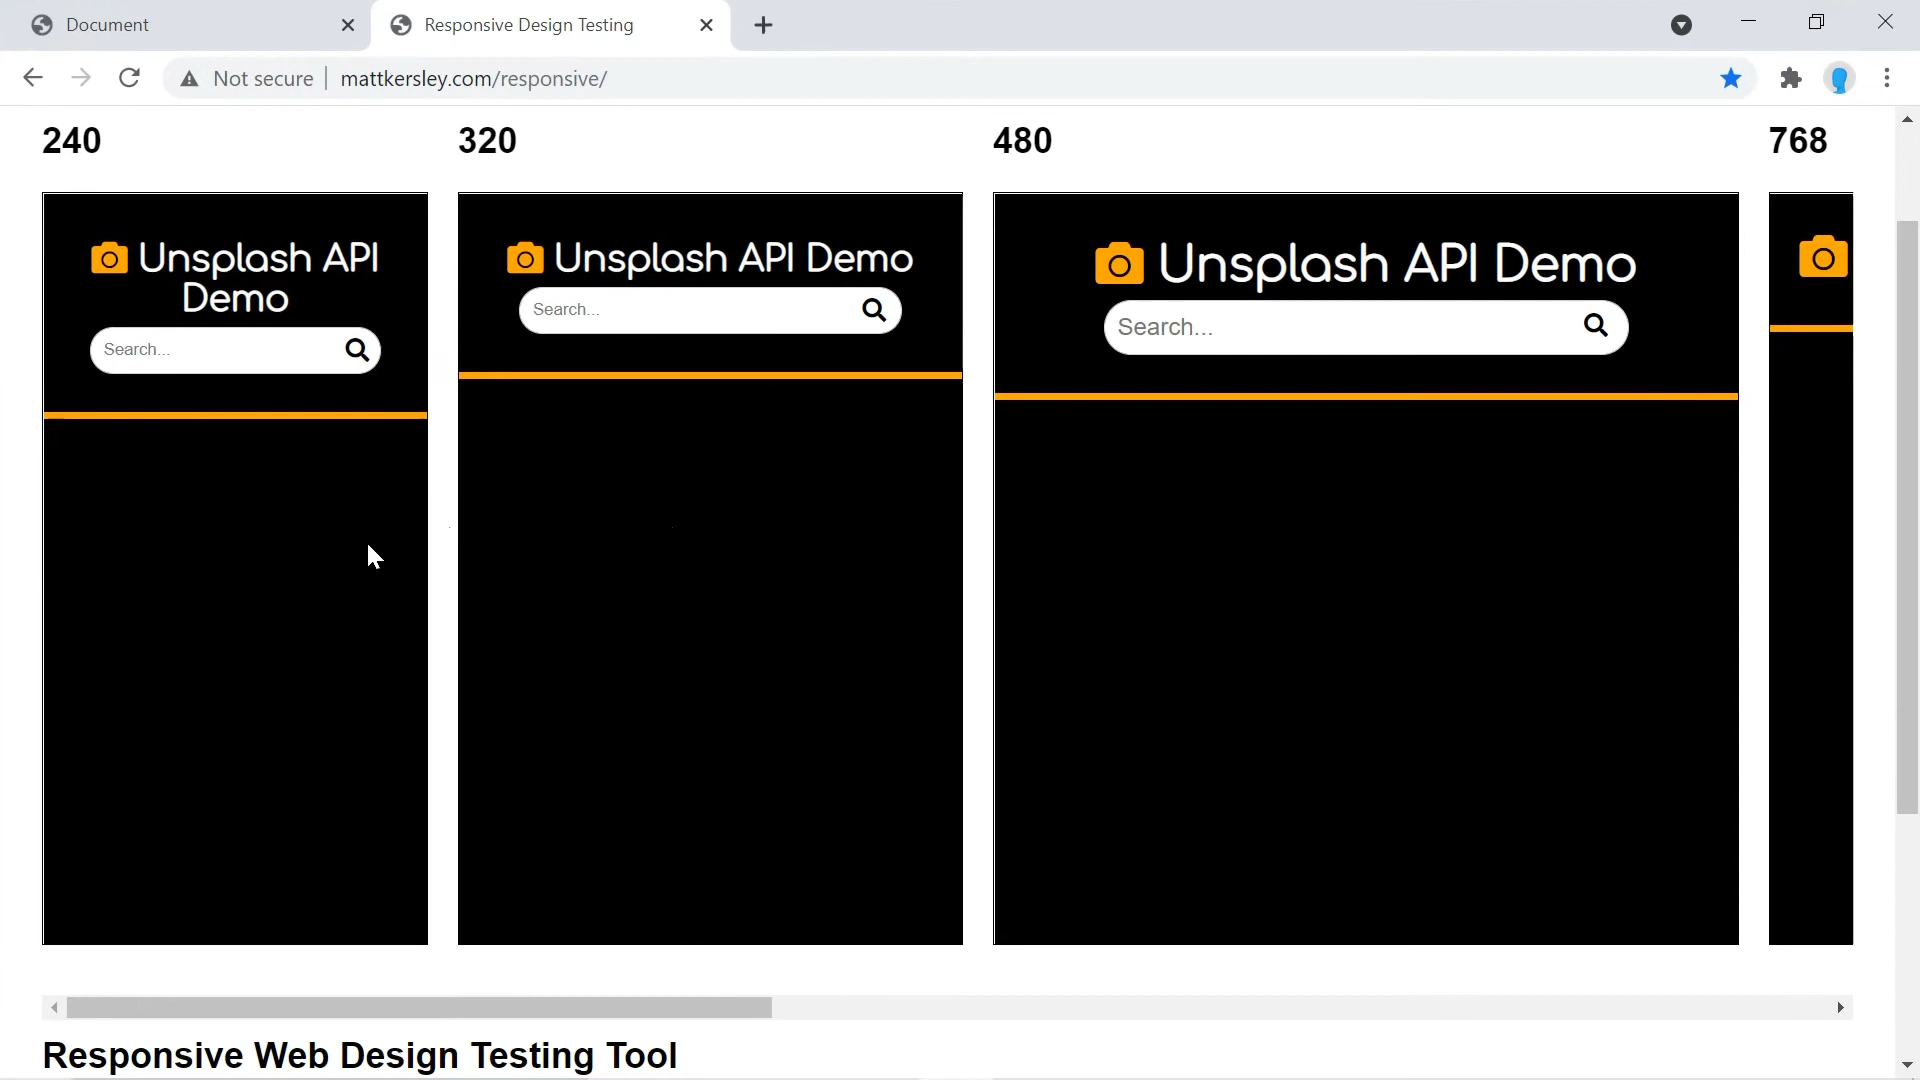 Document
Responsive Design Testing
Not secure
mattkersley.com/responsive/
240
320
480
768
Unsplash API
Demo
Search...
Unsplash API Demo
Search...
Unsplash API Demo
Search...
Responsive Web Design Testing Tool